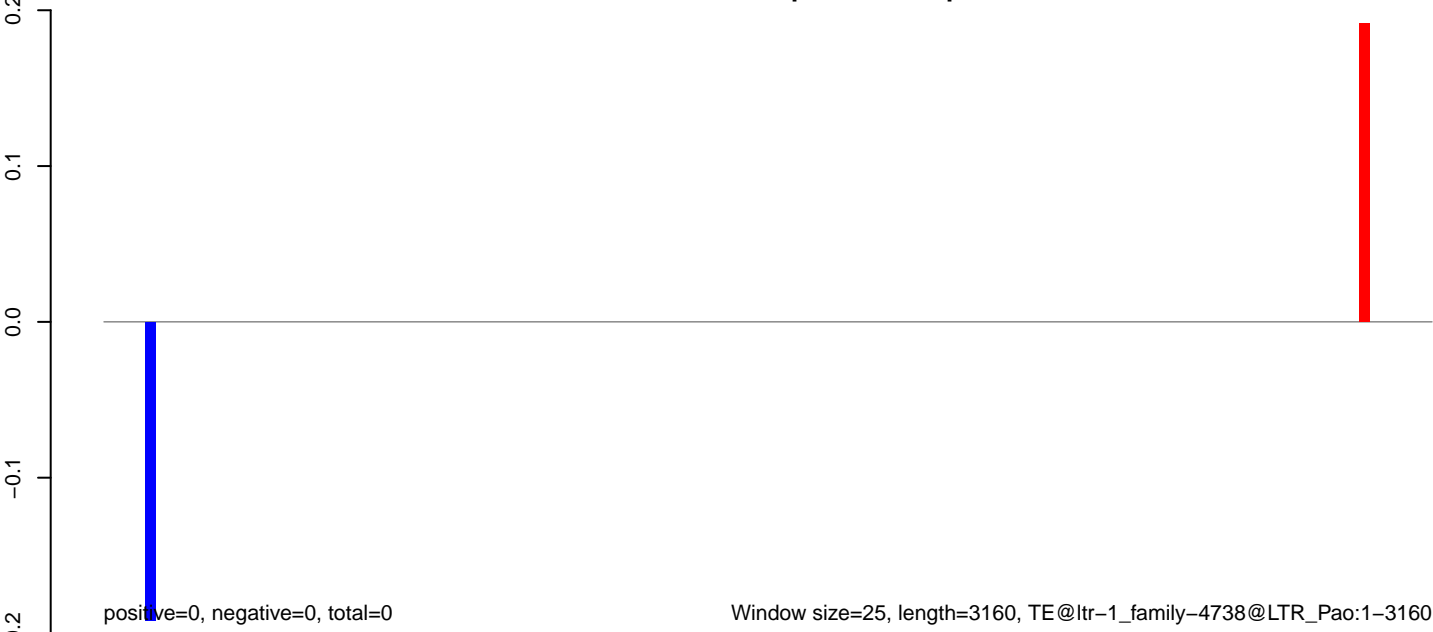 0.2
0.1
0.0
−0.1
0.2
positive=0, negative=0, total=0
Window size=25, length=3160, TE@ltr−1_family−4738@LTR_Pao:1−3160